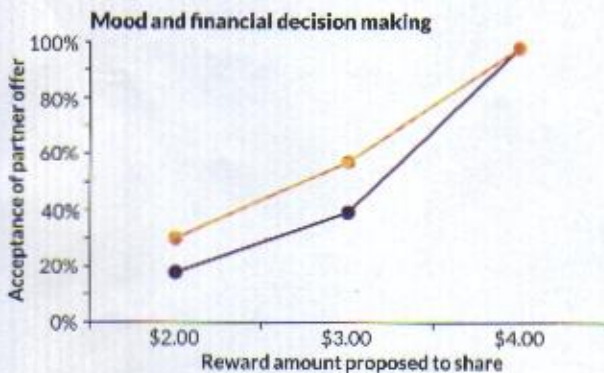 Mood and financial decision making
Acceptance of partner offer
100%
80%
60%
40%
20%
0%
$2.00 $3.00 $4.00
Reward amount proposed to share